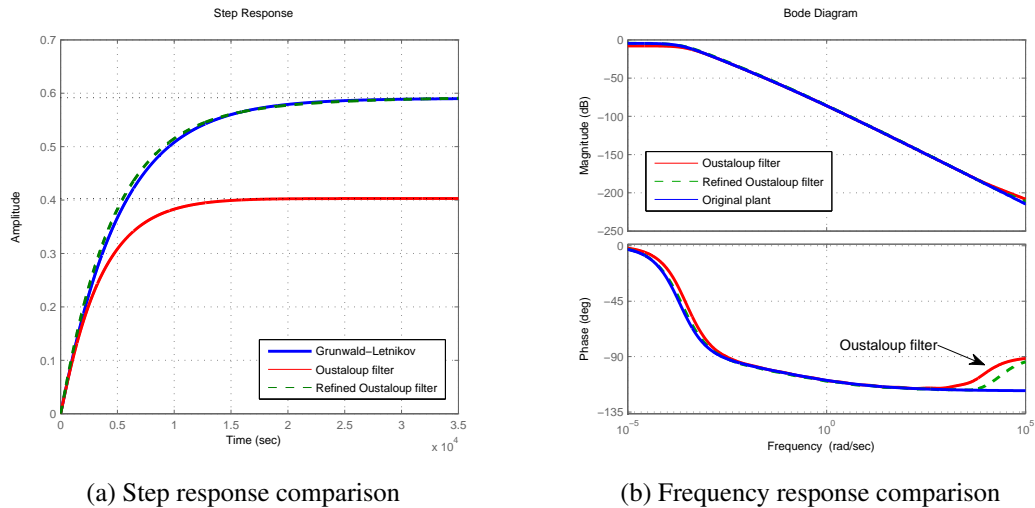 Step Response
0.7
0.6
0.5
0.4
0.3
0.2
0.1
0
Amplitude
Grunwald−Letnikov
Oustaloup filter
Refined Oustaloup filter
0 0.5 1 1.5 2 2.5 3 3.5
Time (sec)
x 10^4
(a) Step response comparison
Bode Diagram
0
−50
−100
−150
−200
−250
Magnitude (dB)
Oustaloup filter
Refined Oustaloup filter
Original plant
0
−45
−90
−135
Phase (deg)
Oustaloup filter
10^−5 10^0 10^5
Frequency (rad/sec)
(b) Frequency response comparison